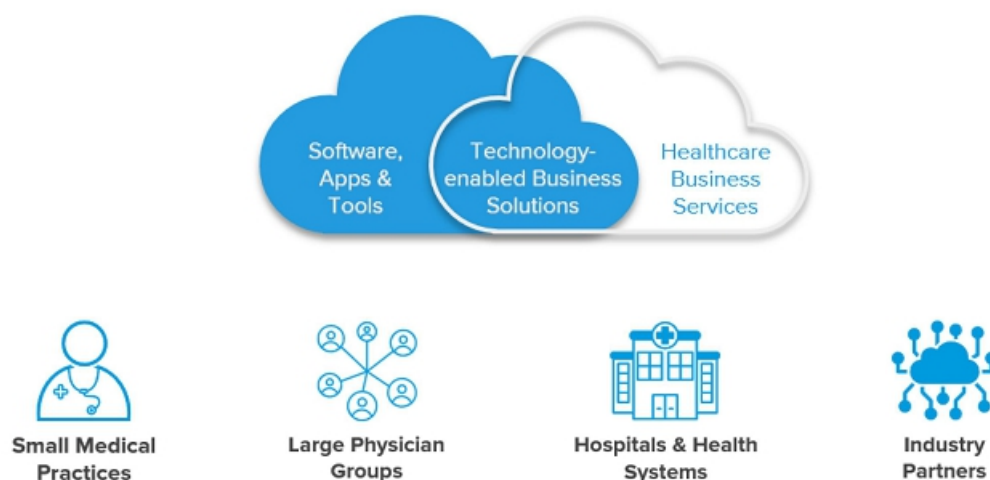 Software,
Apps &
Tools
Technology-
enabled Business
Solutions
Healthcare
Business
Services
Small Medical
Practices
Large Physician
Groups
Hospitals & Health
Systems
Industry
Partners